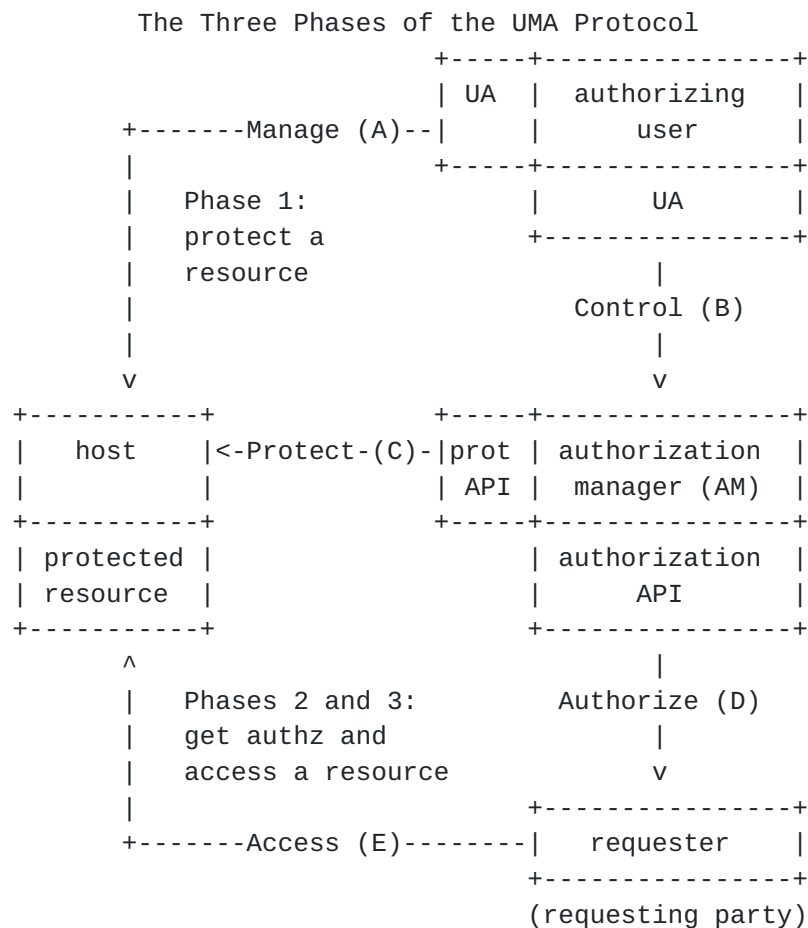 The Three Phases of the UMA Protocol
                           +-----+----------------+
                           | UA  |  authorizing   |
       +-------Manage (A)--|     |      user      |
       |                   +-----+----------------+
       |   Phase 1:              |       UA       |
       |   protect a             +----------------+
       |   resource                      |
       |                            Control (B)
       |                                 |
       v                                 v
+-----------+              +-----+----------------+
|   host    |<-Protect-(C)-|prot | authorization  |
|           |              | API |  manager (AM)  |
+-----------+              +-----+----------------+
| protected |                    | authorization  |
| resource  |                    |      API       |
+-----------+                    +----------------+
       ^                                 |
       |   Phases 2 and 3:         Authorize (D)
       |   get authz and                 |
       |   access a resource             v
       |                         +----------------+
       +-------Access (E)--------|   requester    |
                                 +----------------+
                                 (requesting party)